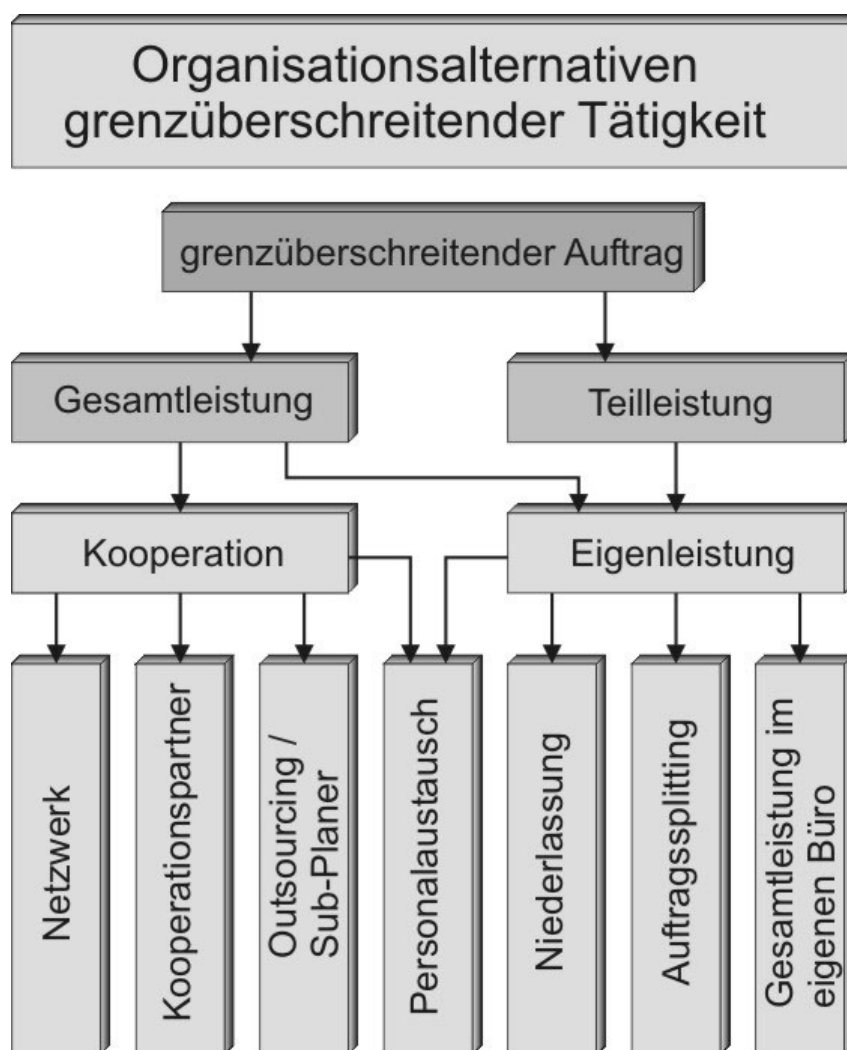 Organisationsalternativen
grenzüberschreitender Tätigkeit
grenzüberschreitender Auftrag
Gesamtleistung
Teilleistung
Kooperation
Eigenleistung
Netzwerk
Kooperationspartner
Outsourcing /
Sub-Planer
Personalaustausch
Niederlassung
Auftragssplitting
Gesamtleistung im
eigenen Büro